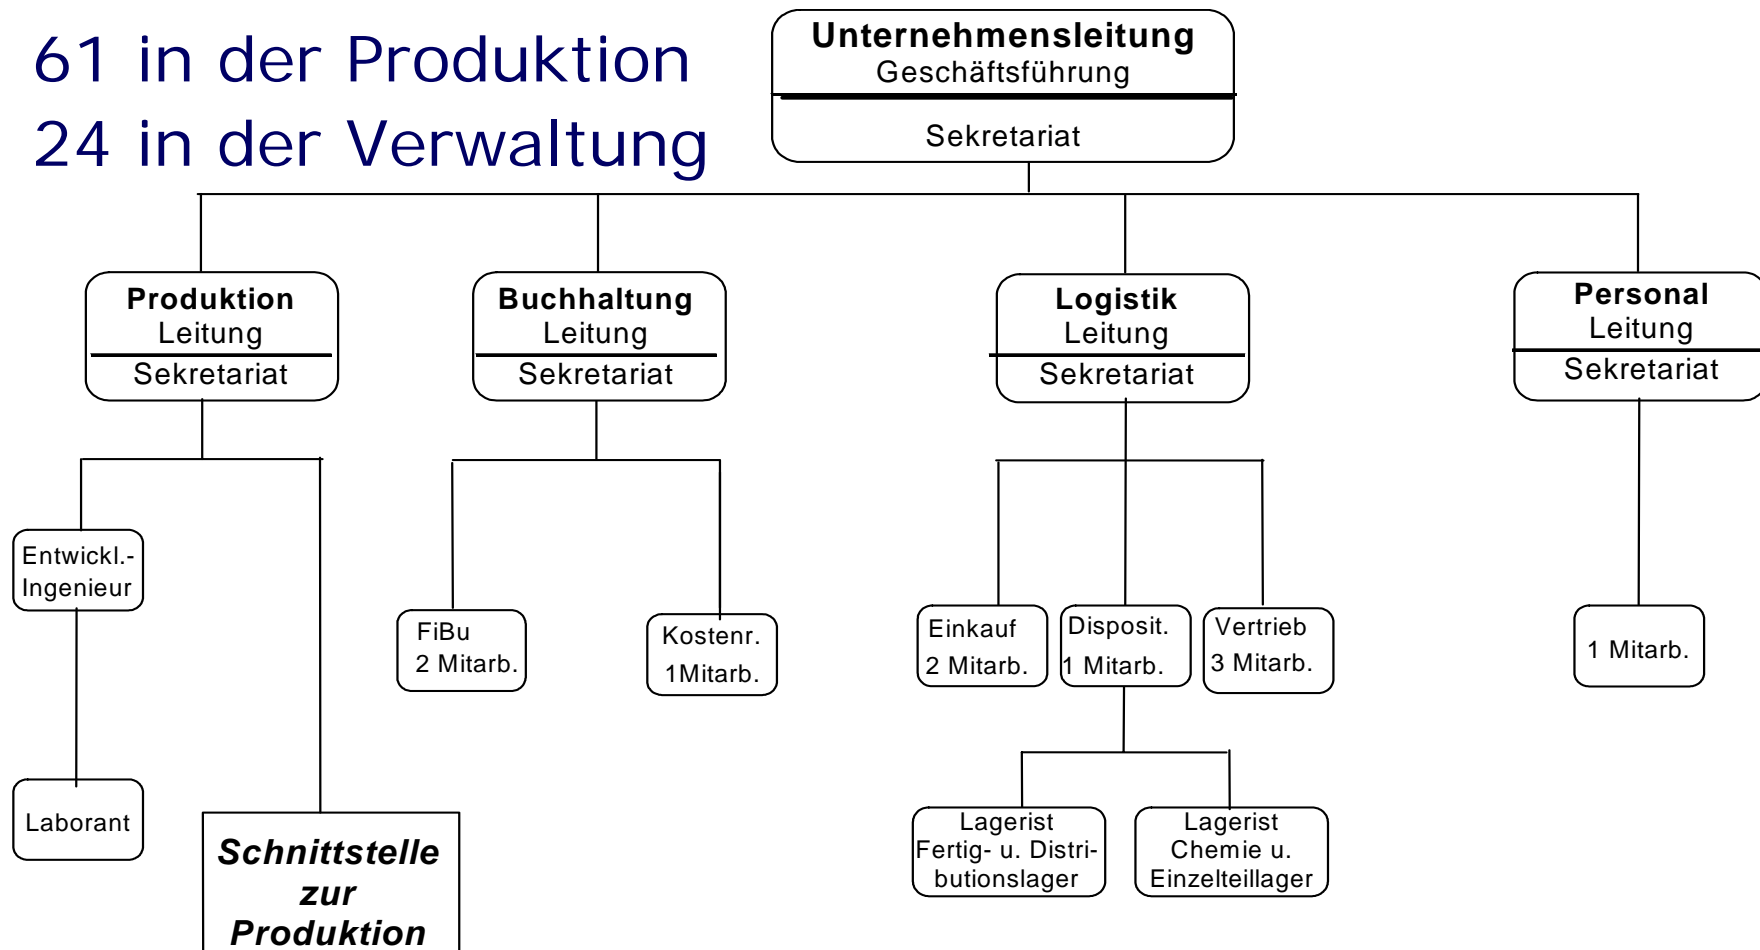 61 in der Produktion
24 in der Verwaltung
Unternehmensleitung
Geschäftsführung
Sekretariat
Produktion
Leitung
Sekretariat
Buchhaltung
Leitung
Sekretariat
Logistik
Leitung
Sekretariat
Personal
Leitung
Sekretariat
Entwickl.-
Ingenieur
FiBu
2 Mitarb.
Kostenr.
1Mitarb.
Einkauf
2 Mitarb.
Disposit.
1 Mitarb.
Vertrieb
3 Mitarb.
1 Mitarb.
Laborant
Schnittstelle
zur
Produktion
Lagerist
Fertig- u. Distri-
butionslager
Lagerist
Chemie u.
Einzelteillager